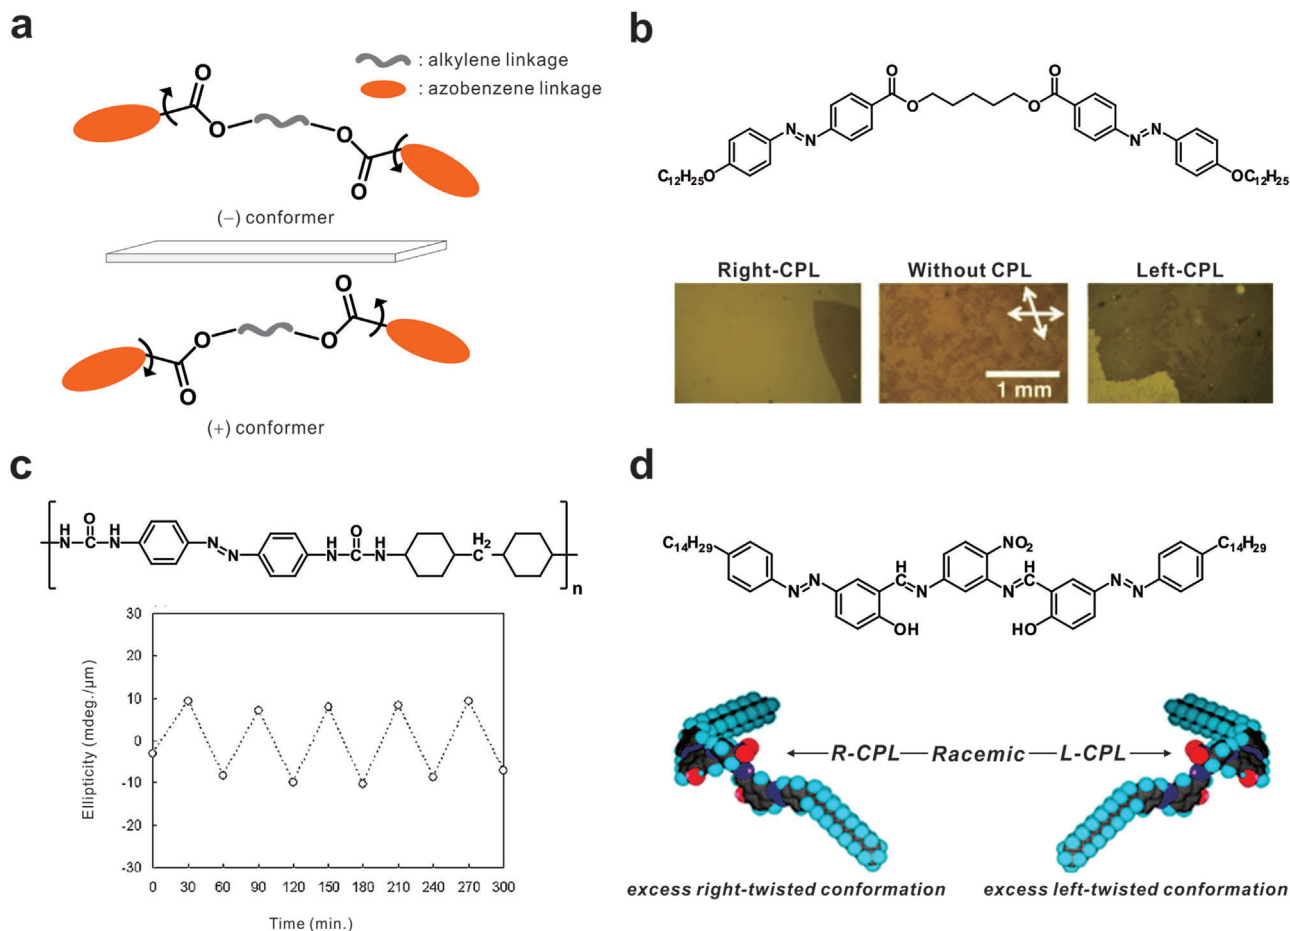 a
: alkylene linkage
: azobenzene linkage
O
O
O
O
(−) conformer
O
O
O
O
(+) conformer
b
O
O
O
O
N
N
N
N
C12H25
O
O
C12H25
Right-CPL
Without CPL
Left-CPL
1 mm
c
H
N
O
C
H
N
N
N
H
N
O
C
H
N
H2
C
n
30
20
10
0
-10
-20
-30
Ellipticity (mdeg./μm)
0 30 60 90 120 150 180 210 240 270 300
Time (min.)
d
C14H29
C14H29
NO2
H
H
N
N
N
N
N
N
OH
HO
R-CPL — Racemic — L-CPL
excess right-twisted conformation
excess left-twisted conformation